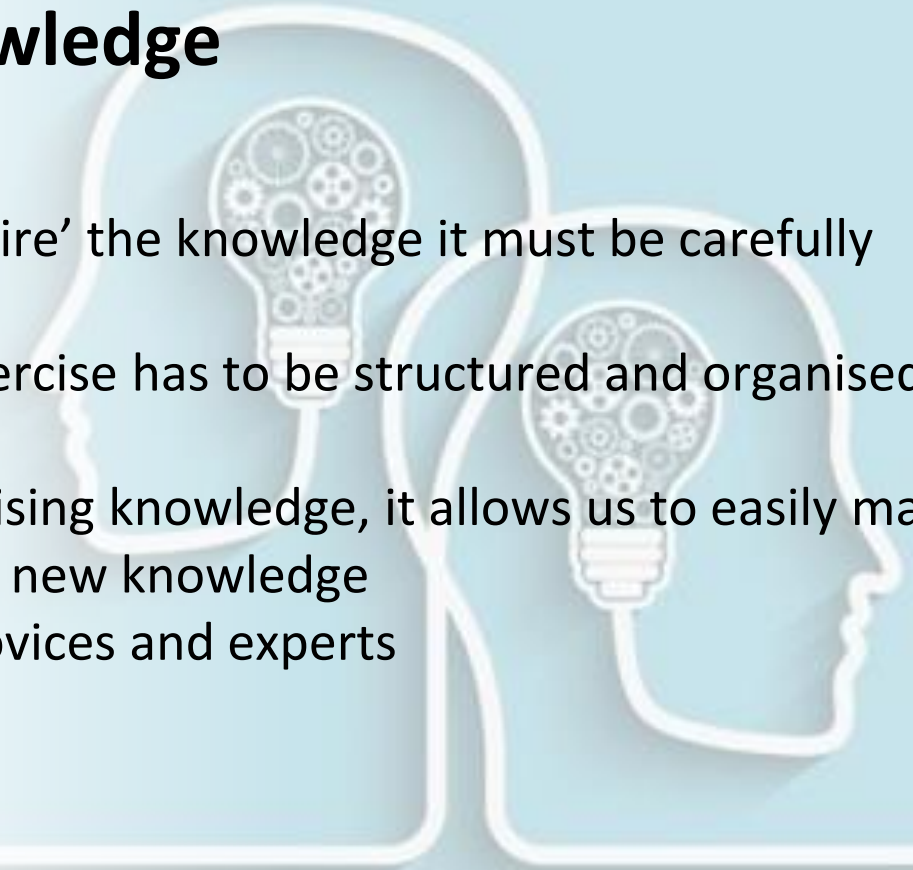 wledge
ire’ the knowledge it must be carefully
ercise has to be structured and organised
ising knowledge, it allows us to easily ma
new knowledge
ovices and experts